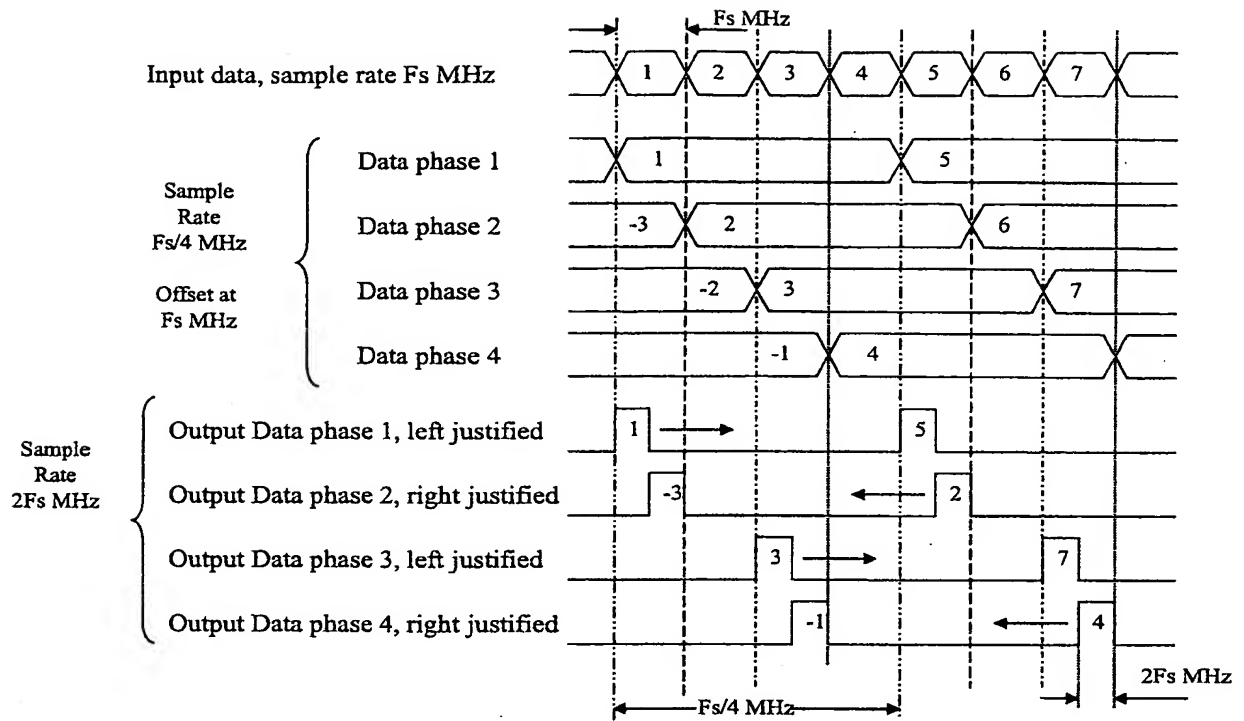 Fs MHz
Input data, sample rate Fs MHz
1 2 3 4 5 6 7
Sample
Rate
Fs/4 MHz
Offset at
Fs MHz
Data phase 1
1 5
Data phase 2
-3 2 6
Data phase 3
-2 3 7
Data phase 4
-1 4
Sample
Rate
2Fs MHz
Output Data phase 1, left justified
1 5
Output Data phase 2, right justified
-3 2
Output Data phase 3, left justified
3 7
Output Data phase 4, right justified
-1 4
2Fs MHz
Fs/4 MHz